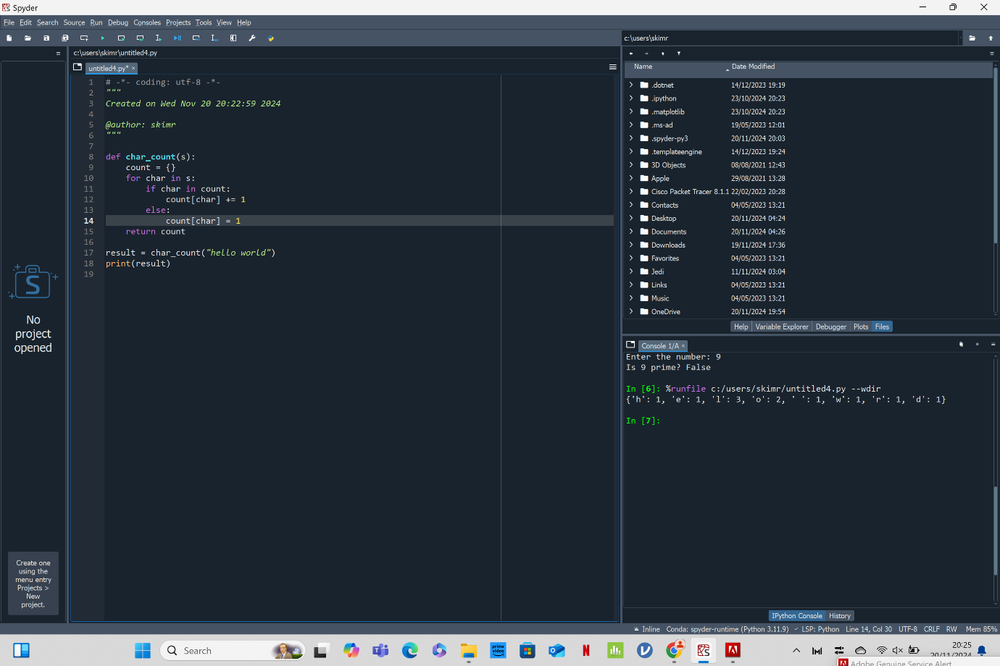 Spyder
File Edit Search Source Run Debug Consoles Projects Tools View Help
c:\users\skimr
c:\users\skimr\untitled4.py
untitled4.py*
1 # -*- coding: utf-8 -*-
2 """
3 Created on Wed Nov 20 20:22:59 2024
4
5 @author: skimr
6 """
7
8 def char_count(s):
9 count = {}
10 for char in s:
11 if char in count:
12 count[char] += 1
13 else:
14 count[char] = 1
15 return count
16
17 result = char_count("hello world")
18 print(result)
19
No
project
opened
Create one
using the
menu entry
Projects >
New
project.
Name Date Modified
.dotnet 14/12/2023 19:19
.ipython 23/10/2024 20:23
.matplotlib 23/10/2024 20:23
.ms-ad 19/05/2023 12:01
.spyder-py3 20/11/2024 20:03
.templateengine 14/12/2023 19:24
3D Objects 08/08/2021 12:43
Apple 29/08/2021 13:28
Cisco Packet Tracer 8.1.1 22/02/2023 20:28
Contacts 04/05/2023 13:21
Desktop 20/11/2024 04:24
Documents 20/11/2024 04:26
Downloads 19/11/2024 17:36
Favorites 04/05/2023 13:21
Jedi 11/11/2024 03:04
Links 04/05/2023 13:21
Music 04/05/2023 13:21
OneDrive 20/11/2024 19:54
Help Variable Explorer Debugger Plots Files
Console 1/A
Enter the number: 9
Is 9 prime? False
In [6]: %runfile c:/users/skimr/untitled4.py --wdir
{'h': 1, 'e': 1, 'l': 3, 'o': 2, ' ': 1, 'w': 1, 'r': 1, 'd': 1}
In [7]:
IPython Console History
Inline Conda: spyder-runtime (Python 3.11.9) LSP: Python Line 14, Col 30 UTF-8 CRLF RW Mem 85%
Search
prime video
20:25
20/11/2024
Adobe Genuine Service Alert